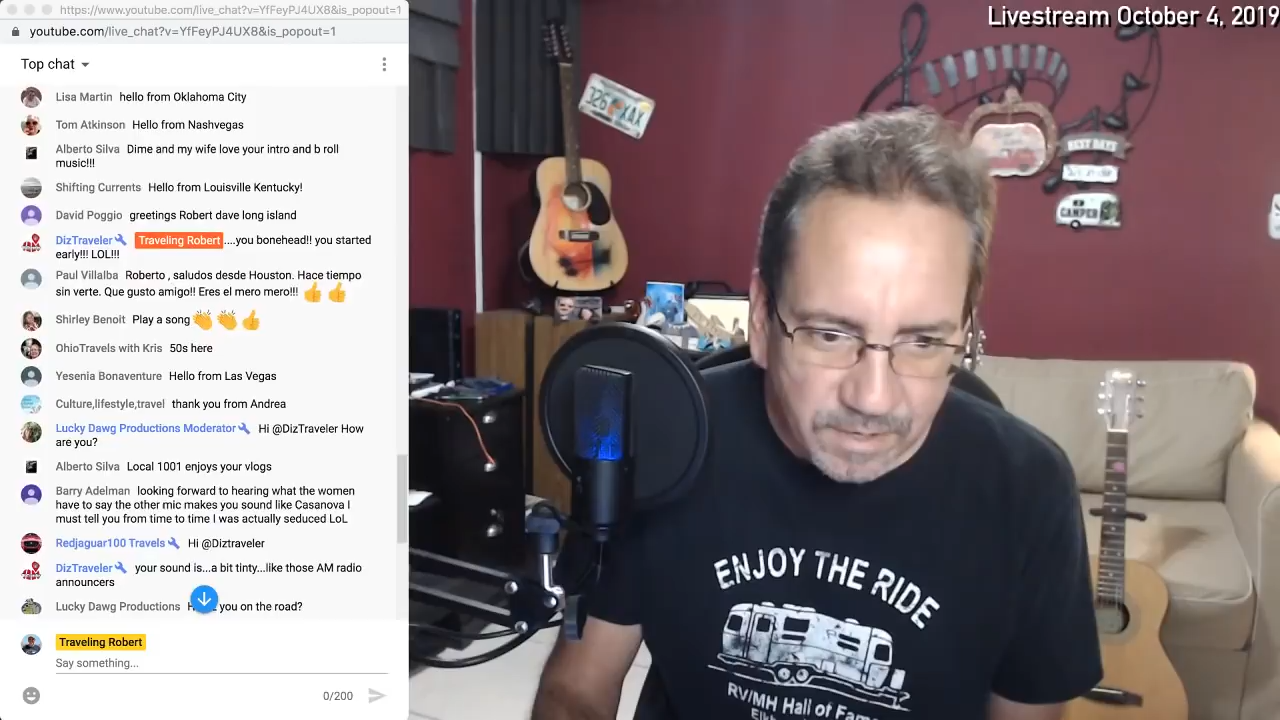 https://www.youtube.com/live_chat?v=YfFeyPJ4UX8&is_popout=1
youtube.com/live_chat?v=YfFeyPJ4UX8&is_popout=1
Top chat
Lisa Martin hello from Oklahoma City
Tom Atkinson Hello from Nashvegas
Alberto Silva Dime and my wife love your intro and b roll
music!!!
Shifting Currents Hello from Louisville Kentucky!
David Poggio greetings Robert dave long island
DizTraveler Traveling Robert....you bonehead!! you started
early!!! LOL!!!
Paul Villalba Roberto , saludos desde Houston. Hace tiempo
sin verte. Que gusto amigo!! Eres el mero mero!!! 👍 👍
Shirley Benoit Play a song 👏 👏 👍
OhioTravels with Kris 50s here
Yesenia Bonaventure Hello from Las Vegas
Culture,lifestyle,travel thank you from Andrea
Lucky Dawg Productions Moderator Hi @DizTraveler How
are you?
Alberto Silva Local 1001 enjoys your vlogs
Barry Adelman looking forward to hearing what the women
have to say the other mic makes you sound like Casanova I
must tell you from time to time I was actually seduced LoL
Redjaguar100 Travels Hi @Diztraveler
DizTraveler your sound is...a bit tinty...like those AM radio
announcers
Lucky Dawg Productions you on the road?
Traveling Robert
Say something...
0/200
Livestream October 4, 2019
326 XAX
BEST DAYS
CAMPER
ENJOY THE RIDE
RV/MH Hall of Fam